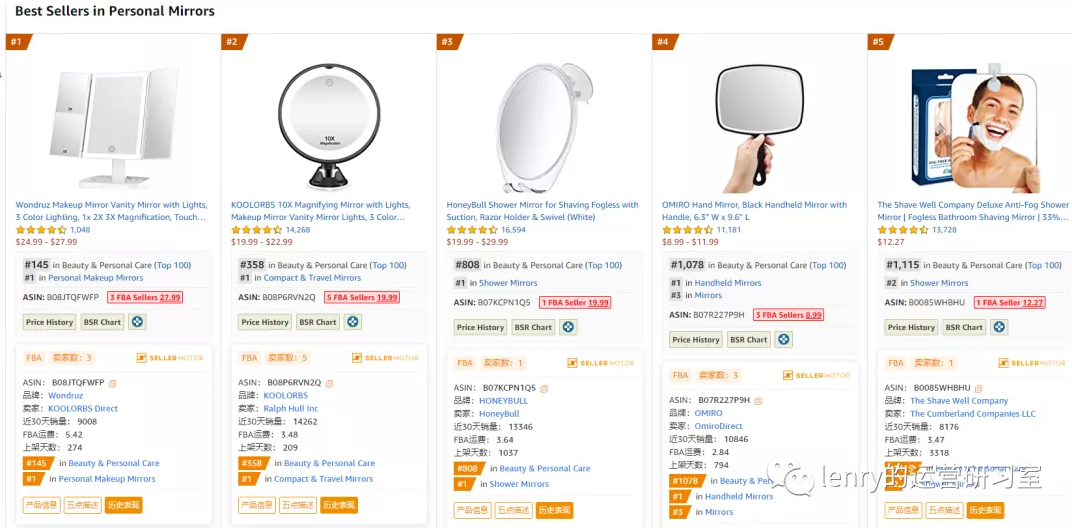 Best Sellers in Personal Mirrors
#1
Wondruz Makeup Mirror Vanity Mirror with Lights,
3 Color Lighting, 1x 2X 3X Magnification, Touch…
1,048
$24.99 - $27.99
#145 in Beauty & Personal Care (Top 100)
#1 in Personal Makeup Mirrors
ASIN: B08JTQFWFP 3 FBA Sellers 27.99
Price History BSR Chart
FBA 卖家数：3 SELLERMOTOR
ASIN： B08JTQFWFP
品牌： Wondruz
卖家： KOOLORBS Direct
近30天销量： 9008
FBA运费： 5.42
上架天数： 274
#145 in Beauty & Personal Care
#1 in Personal Makeup Mirrors
产品信息 五点描述 历史表现
#2
10X
Magnification
KOOLORBS 10X Magnifying Mirror with Lights,
Makeup Mirror Vanity Mirror Lights, 3 Color…
14,268
$19.99 - $22.99
#358 in Beauty & Personal Care (Top 100)
#1 in Compact & Travel Mirrors
ASIN: B08P6RVN2Q 5 FBA Sellers 19.99
Price History BSR Chart
FBA 卖家数：5 SELLERMOTOR
ASIN： B08P6RVN2Q
品牌： KOOLORBS
卖家： Ralph Hull Inc
近30天销量： 14262
FBA运费： 3.48
上架天数： 209
#358 in Beauty & Personal Care
#1 in Compact & Travel Mirrors
产品信息 五点描述 历史表现
#3
HoneyBull Shower Mirror for Shaving Fogless with
Suction, Razor Holder & Swivel (White)
16,594
$19.99 - $29.99
#808 in Beauty & Personal Care (Top 100)
#1 in Shower Mirrors
ASIN: B07KCPN1Q5 1 FBA Seller 19.99
Price History BSR Chart
FBA 卖家数：1 SELLERMOTOR
ASIN： B07KCPN1Q5
品牌： HONEYBULL
卖家： HoneyBull
近30天销量： 13346
FBA运费： 3.64
上架天数： 1037
#808 in Beauty & Personal Care
#1 in Shower Mirrors
产品信息 五点描述 历史表现
#4
OMIRO Hand Mirror, Black Handheld Mirror with
Handle, 6.3" W x 9.6" L
11,181
$8.99 - $11.99
#1,078 in Beauty & Personal Care (Top 100)
#1 in Handheld Mirrors
#3 in Mirrors
ASIN: B07R227P9H 3 FBA Sellers 8.99
Price History BSR Chart
FBA 卖家数：3 SELLERMOTOR
ASIN： B07R227P9H
品牌： OMIRO
卖家： OmiroDirect
近30天销量： 10846
FBA运费： 2.84
上架天数： 794
#1078 in Beauty & Pers
#1 in Handheld Mirrors
#3 in Mirrors
#5
The Shave Well Company Deluxe Anti-Fog Shower
Mirror | Fogless Bathroom Shaving Mirror | 33%…
13,728
$12.27
#1,115 in Beauty & Personal Care (Top 100)
#2 in Shower Mirrors
ASIN: B0085WHBHU 1 FBA Seller 12.27
Price History BSR Chart
FBA 卖家数：1 SELLERMOTOR
ASIN： B0085WHBHU
品牌： The Shave Well Company
卖家： The Cumberland Companies LLC
近30天销量： 8176
FBA运费： 3.47
上架天数： 3318
产品信息 五点描述 历史表现
lenry的运营研习室